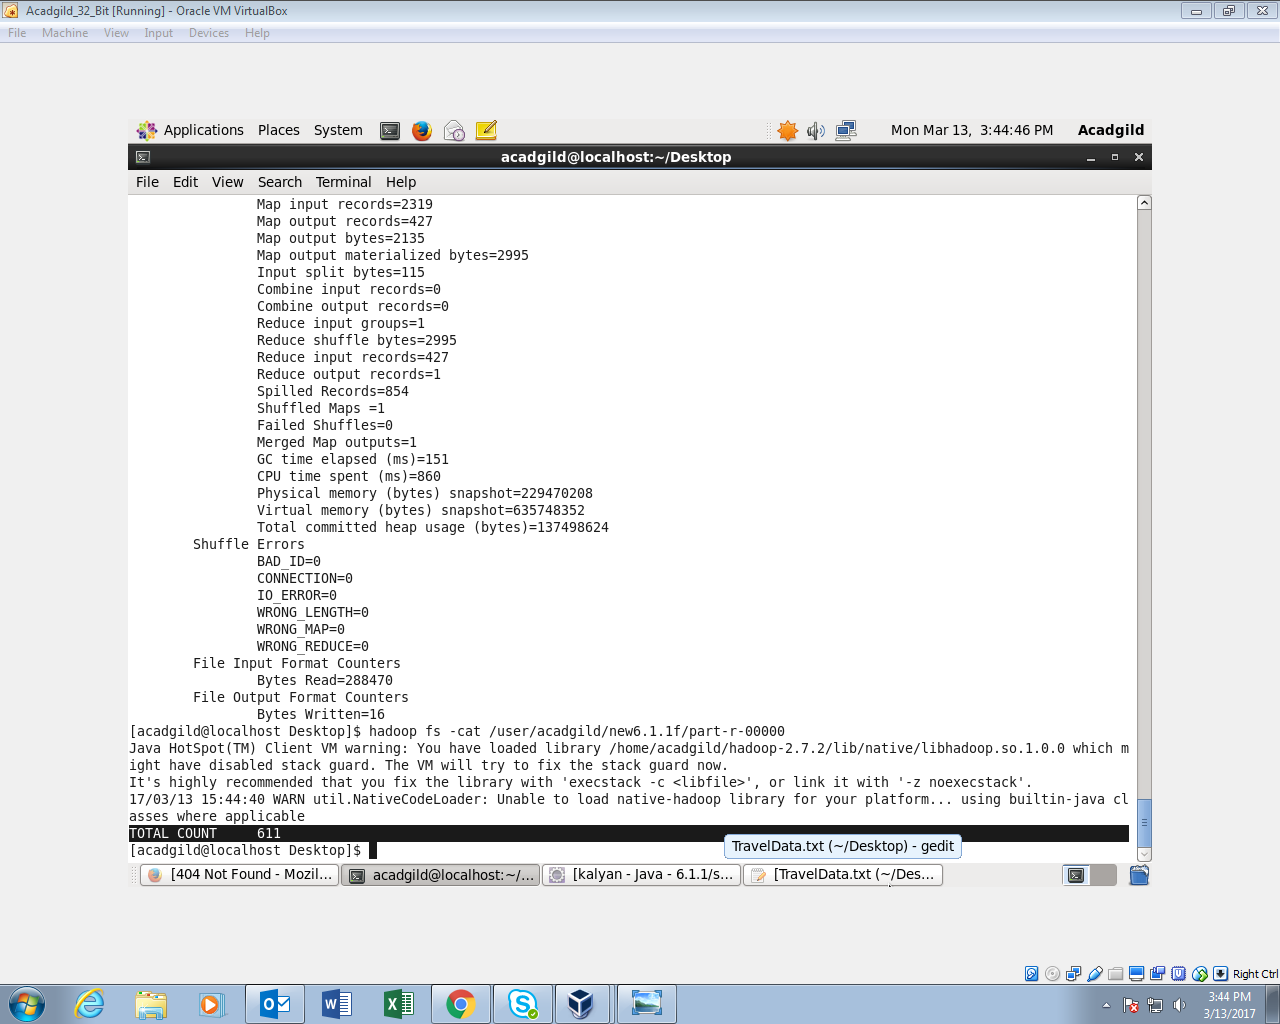 Acadgild_32_Bit [Running] - Oracle VM VirtualBox
File Machine View Input Devices Help
Applications Places System Mon Mar 13, 3:44:46 PM Acadgild
acadgild@localhost:~/Desktop
File Edit View Search Terminal Help
Map input records=2319
Map output records=427
Map output bytes=2135
Map output materialized bytes=2995
Input split bytes=115
Combine input records=0
Combine output records=0
Reduce input groups=1
Reduce shuffle bytes=2995
Reduce input records=427
Reduce output records=1
Spilled Records=854
Shuffled Maps =1
Failed Shuffles=0
Merged Map outputs=1
GC time elapsed (ms)=151
CPU time spent (ms)=860
Physical memory (bytes) snapshot=229470208
Virtual memory (bytes) snapshot=635748352
Total committed heap usage (bytes)=137498624
Shuffle Errors
BAD_ID=0
CONNECTION=0
IO_ERROR=0
WRONG_LENGTH=0
WRONG_MAP=0
WRONG_REDUCE=0
File Input Format Counters
Bytes Read=288470
File Output Format Counters
Bytes Written=16
[acadgild@localhost Desktop]$ hadoop fs -cat /user/acadgild/new6.1.1f/part-r-00000
Java HotSpot(TM) Client VM warning: You have loaded library /home/acadgild/hadoop-2.7.2/lib/native/libhadoop.so.1.0.0 which m
ight have disabled stack guard. The VM will try to fix the stack guard now.
It's highly recommended that you fix the library with 'execstack -c <libfile>', or link it with '-z noexecstack'.
17/03/13 15:44:40 WARN util.NativeCodeLoader: Unable to load native-hadoop library for your platform... using builtin-java cl
asses where applicable
TOTAL COUNT 611
[acadgild@localhost Desktop]$
TravelData.txt (~/Desktop) - gedit
[404 Not Found - Mozil... acadgild@localhost:~/... [kalyan - Java - 6.1.1/s... [TravelData.txt (~/Des...
Right Ctrl
3:44 PM
3/13/2017